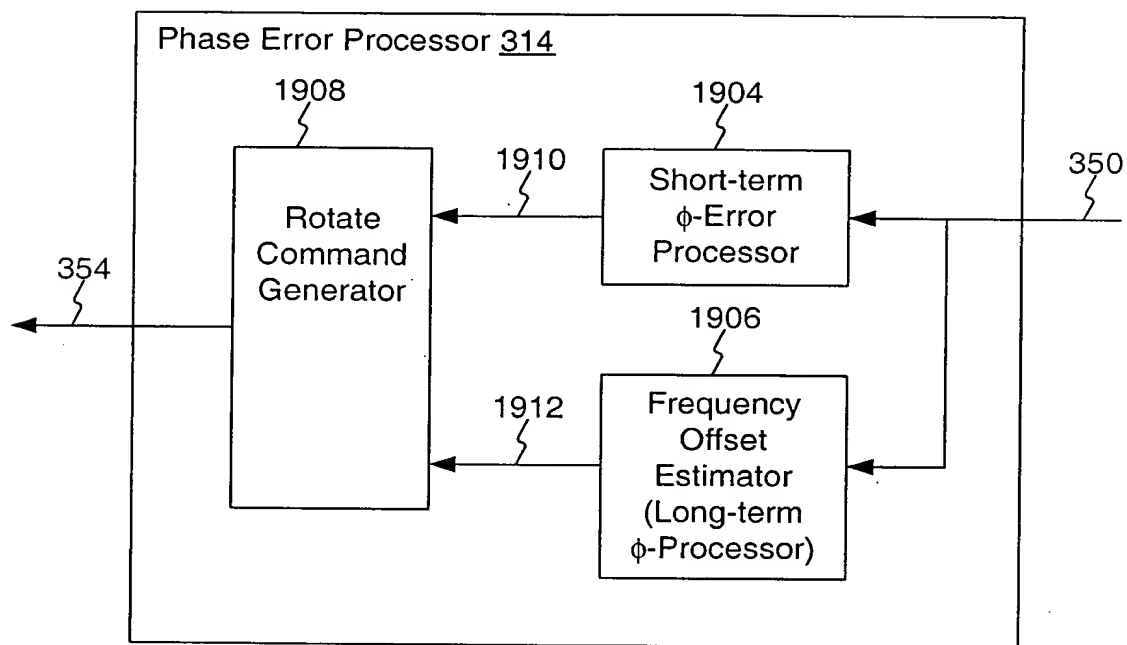 Phase Error Processor 314
1908
1904
1910
350
Short-term
ϕ-Error
Processor
Rotate
Command
Generator
354
1906
1912
Frequency
Offset
Estimator
(Long-term
ϕ-Processor)